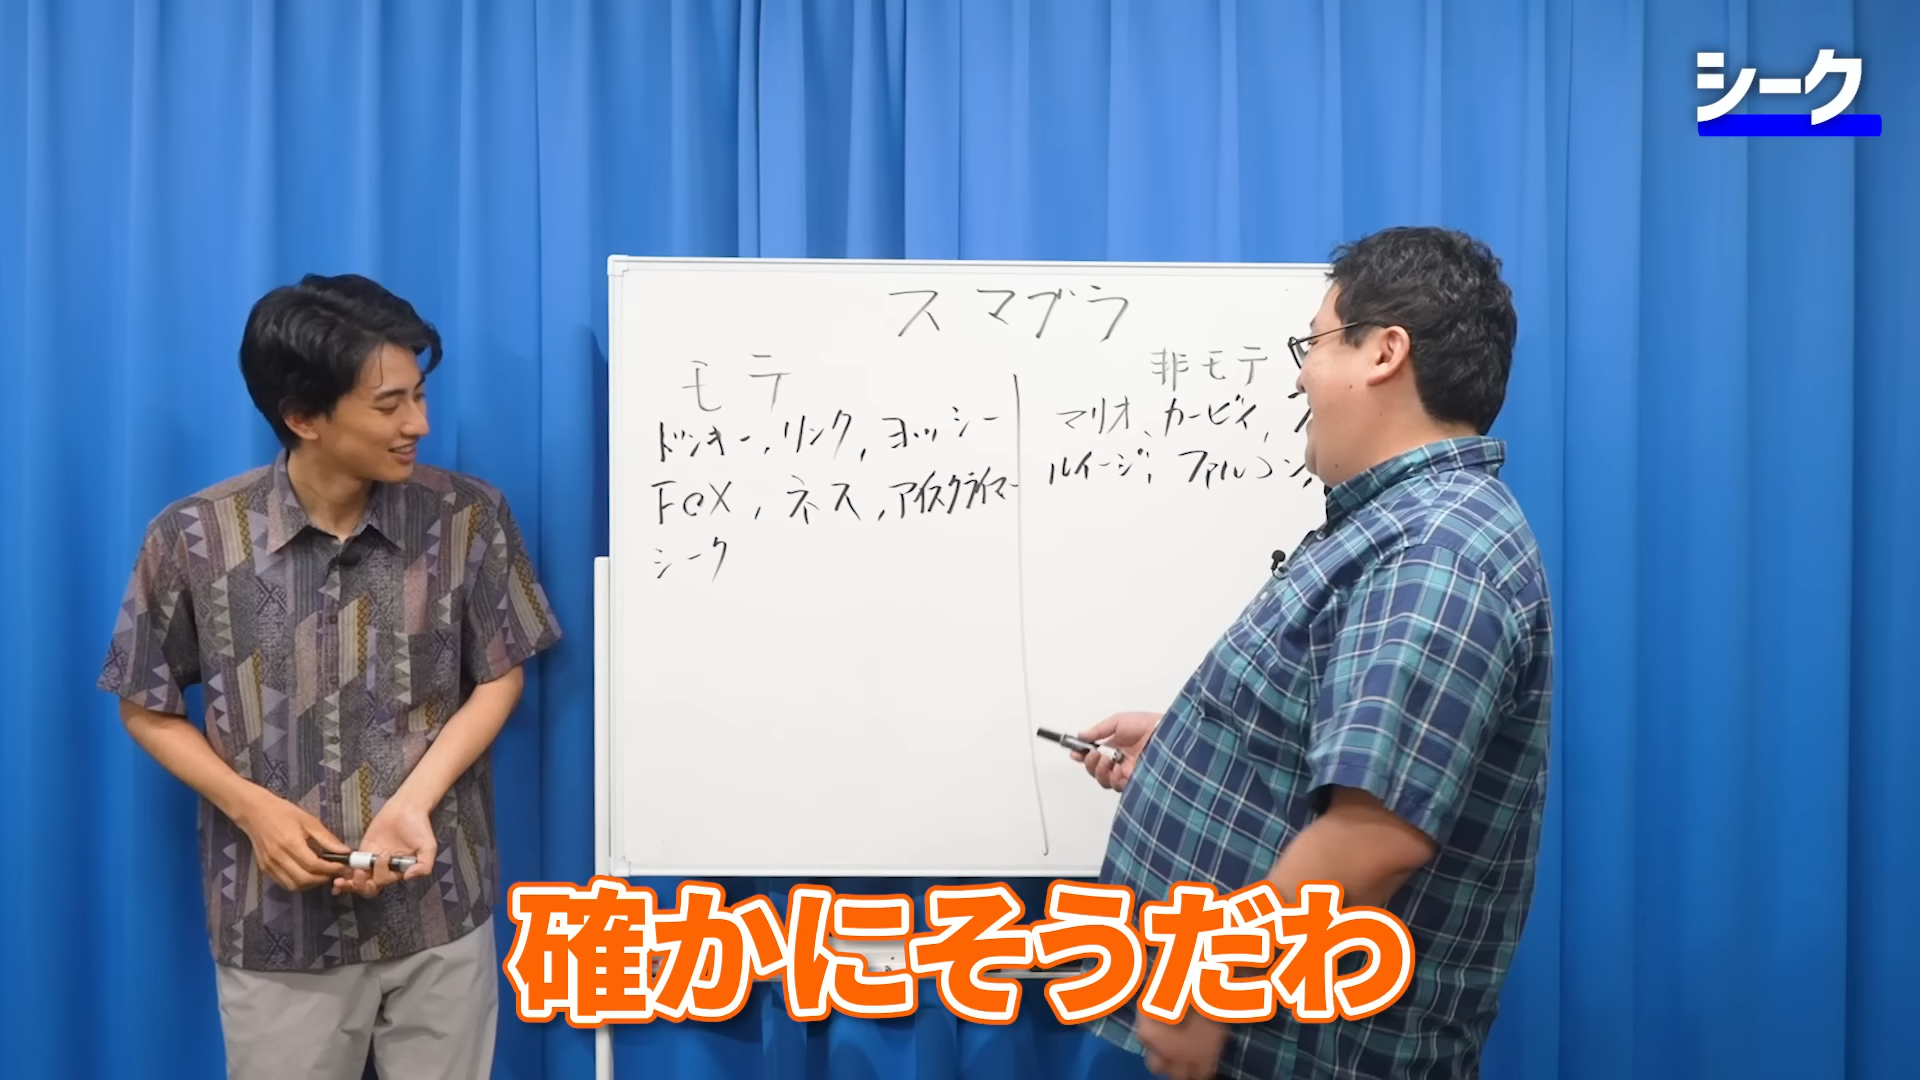 シーク
スマブラ
モテ
ドンキー, リンク, ヨッシー
FoX, ネス, アイスクライマー
シーク
非モテ
マリオ、カービィ,
ルイージ, ファルコン,
確かにそうだわ